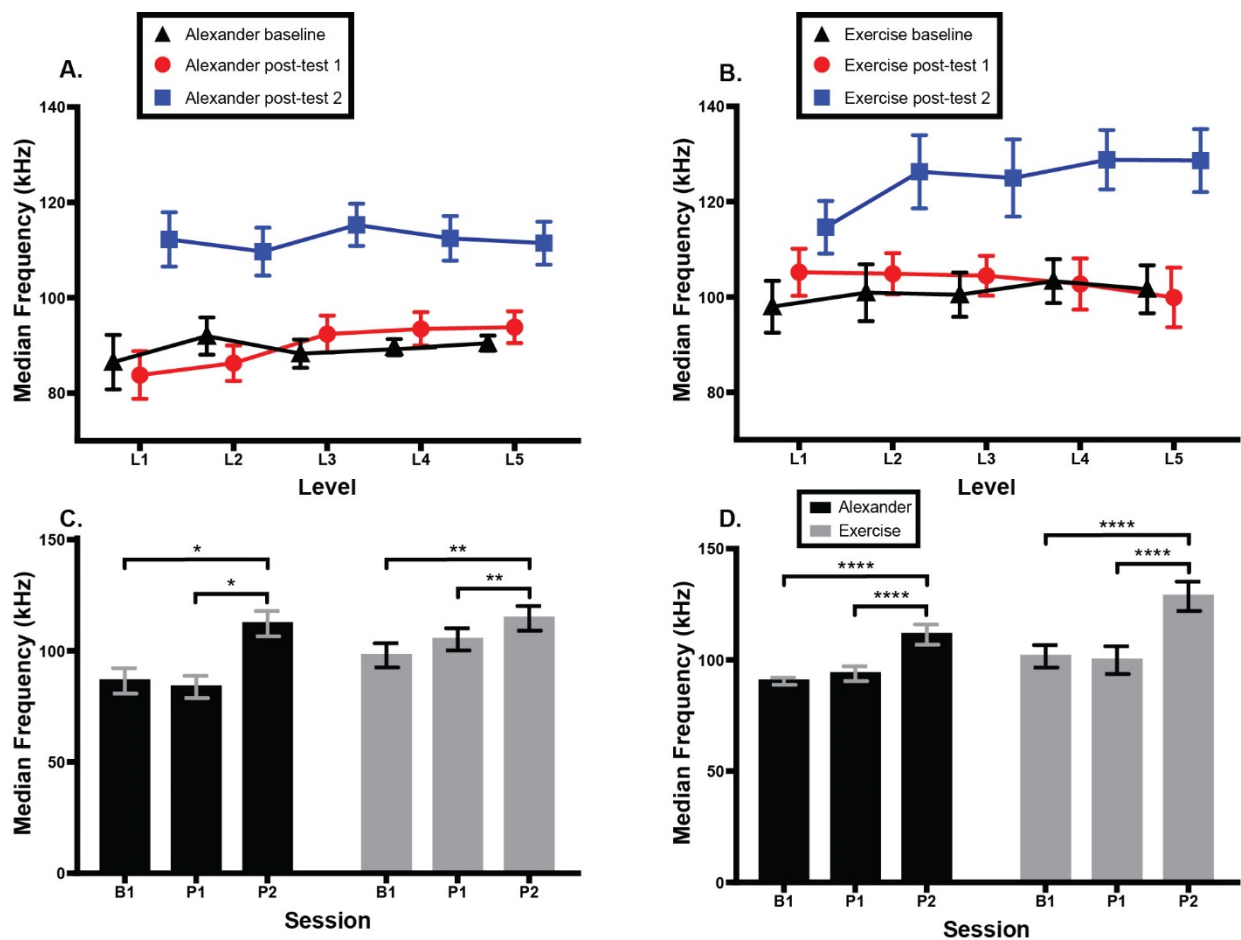 A.
Alexander baseline
Alexander post-test 1
Alexander post-test 2
Median Frequency (kHz)
140
120
100
80
L1 L2 L3 L4 L5
Level
B.
Exercise baseline
Exercise post-test 1
Exercise post-test 2
Median Frequency (kHz)
140
120
100
80
L1 L2 L3 L4 L5
Level
C.
Median Frequency (kHz)
150
100
50
0
* * ** **
B1 P1 P2 B1 P1 P2
Session
D.
Alexander
Exercise
Median Frequency (kHz)
150
100
50
0
**** **** **** ****
B1 P1 P2 B1 P1 P2
Session